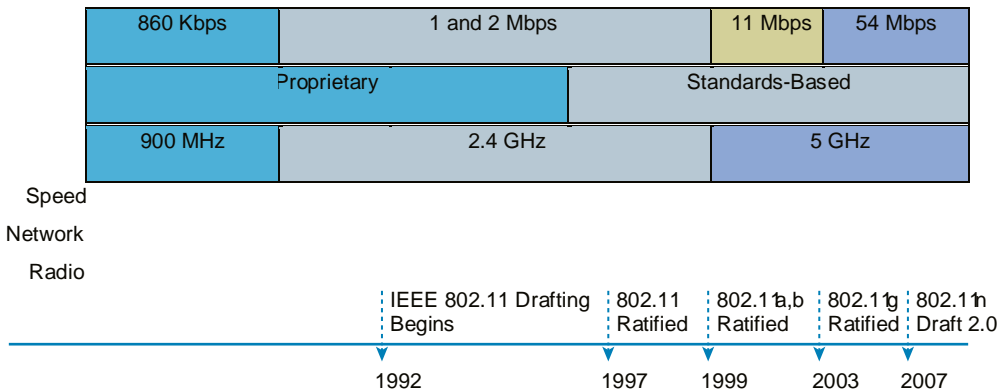 860 Kbps 1 and 2 Mbps 11 Mbps 54 Mbps
Proprietary Standards-Based
900 MHz 2.4 GHz 5 GHz
Speed
Network
Radio
IEEE 802.11 Drafting Begins
802.11 Ratified
802.11a,b Ratified
802.11g Ratified
802.11n Draft 2.0
1992 1997 1999 2003 2007